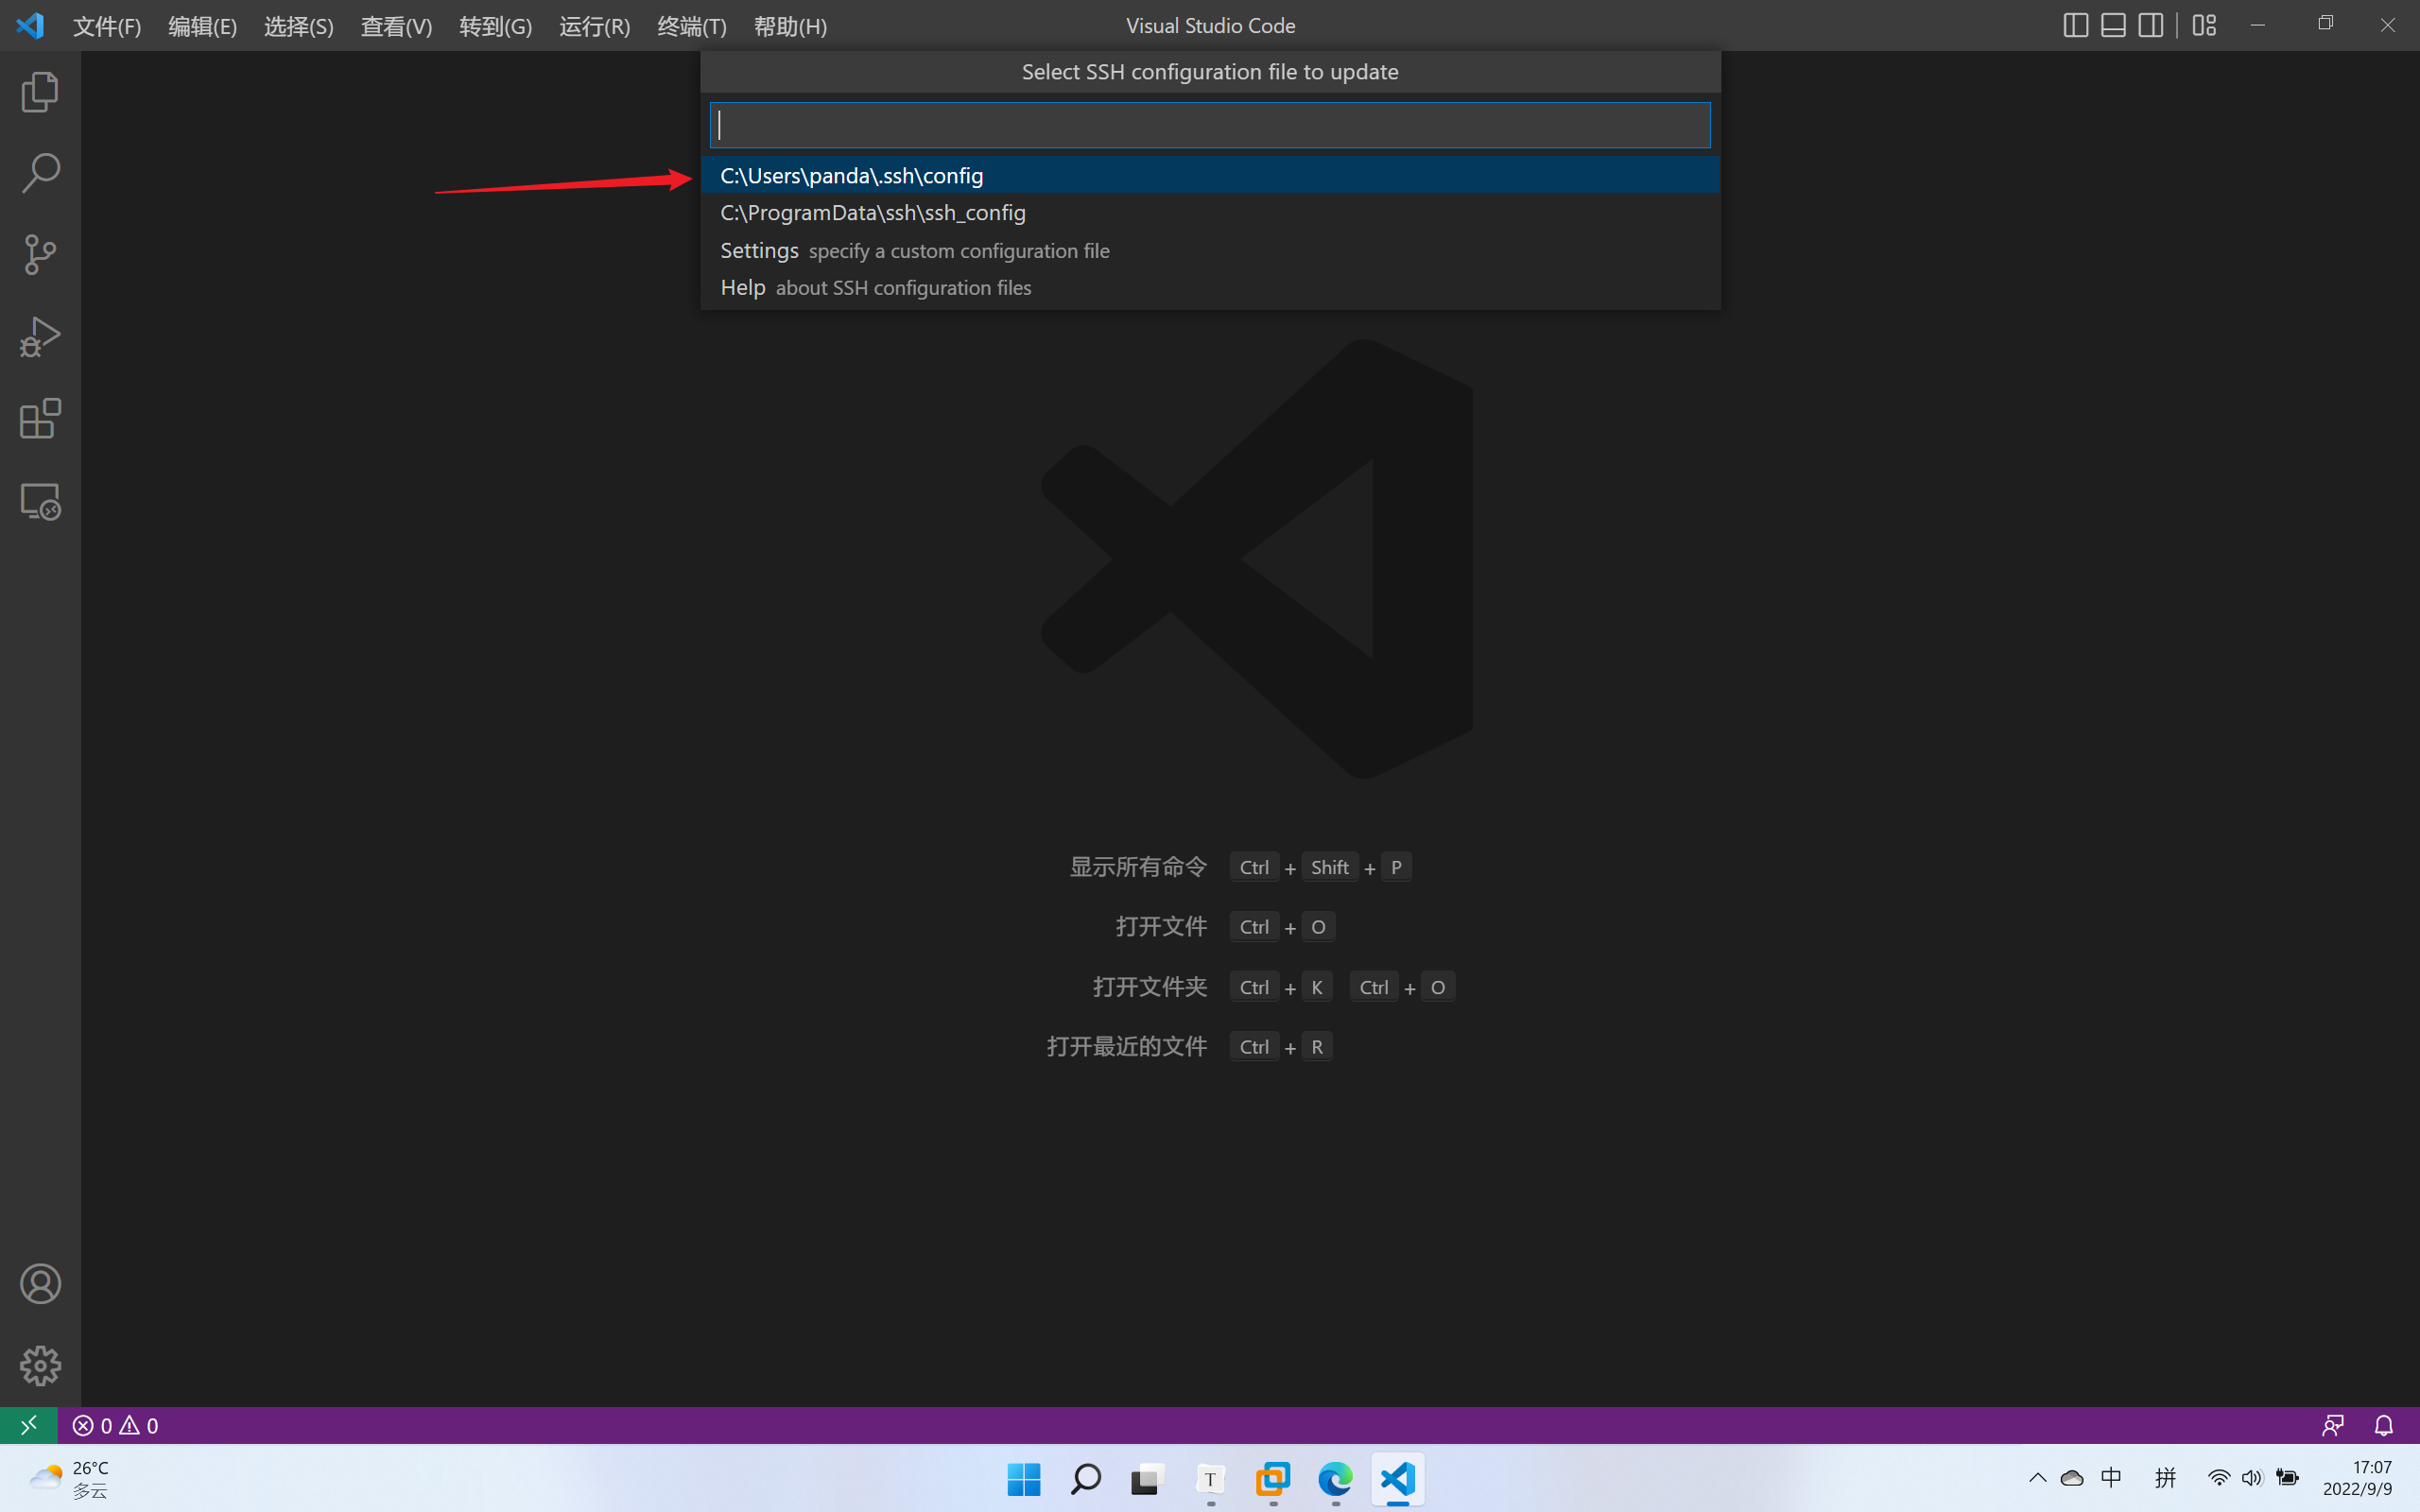 文件(F) 编辑(E) 选择(S) 查看(V) 转到(G) 运行(R) 终端(T) 帮助(H) Visual Studio Code
Select SSH configuration file to update
C:\Users\panda\.ssh\config
C:\ProgramData\ssh\ssh_config
Settings specify a custom configuration file
Help about SSH configuration files
显示所有命令 Ctrl + Shift + P
打开文件 Ctrl + O
打开文件夹 Ctrl + K Ctrl + O
打开最近的文件 Ctrl + R
0 0
26°C
多云
T
中 拼
17:07
2022/9/9